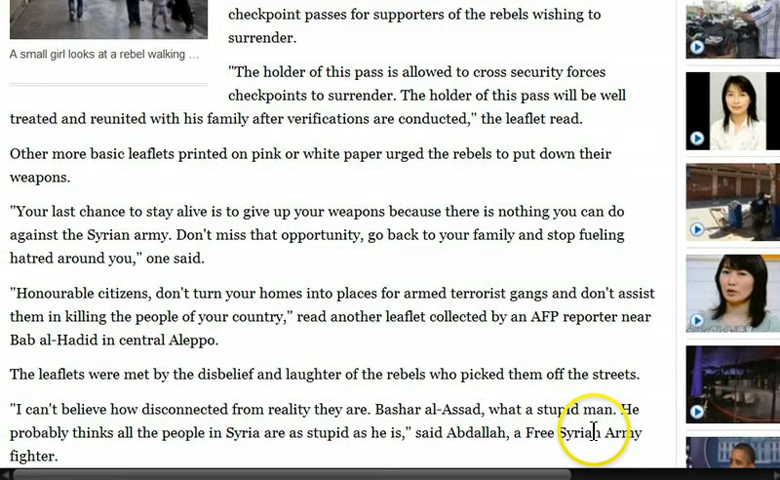 checkpoint passes for supporters of the rebels wishing to
surrender.
A small girl looks at a rebel walking ...
"The holder of this pass is allowed to cross security forces
checkpoints to surrender. The holder of this pass will be well
treated and reunited with his family after verifications are conducted," the leaflet read.
Other more basic leaflets printed on pink or white paper urged the rebels to put down their
weapons.
"Your last chance to stay alive is to give up your weapons because there is nothing you can do
against the Syrian army. Don't miss that opportunity, go back to your family and stop fueling
hatred around you," one said.
"Honourable citizens, don't turn your homes into places for armed terrorist gangs and don't assist
them in killing the people of your country," read another leaflet collected by an AFP reporter near
Bab al-Hadid in central Aleppo.
The leaflets were met by the disbelief and laughter of the rebels who picked them off the streets.
"I can't believe how disconnected from reality they are. Bashar al-Assad, what a stupid man. He
probably thinks all the people in Syria are as stupid as he is," said Abdallah, a Free Syrian Army
fighter.